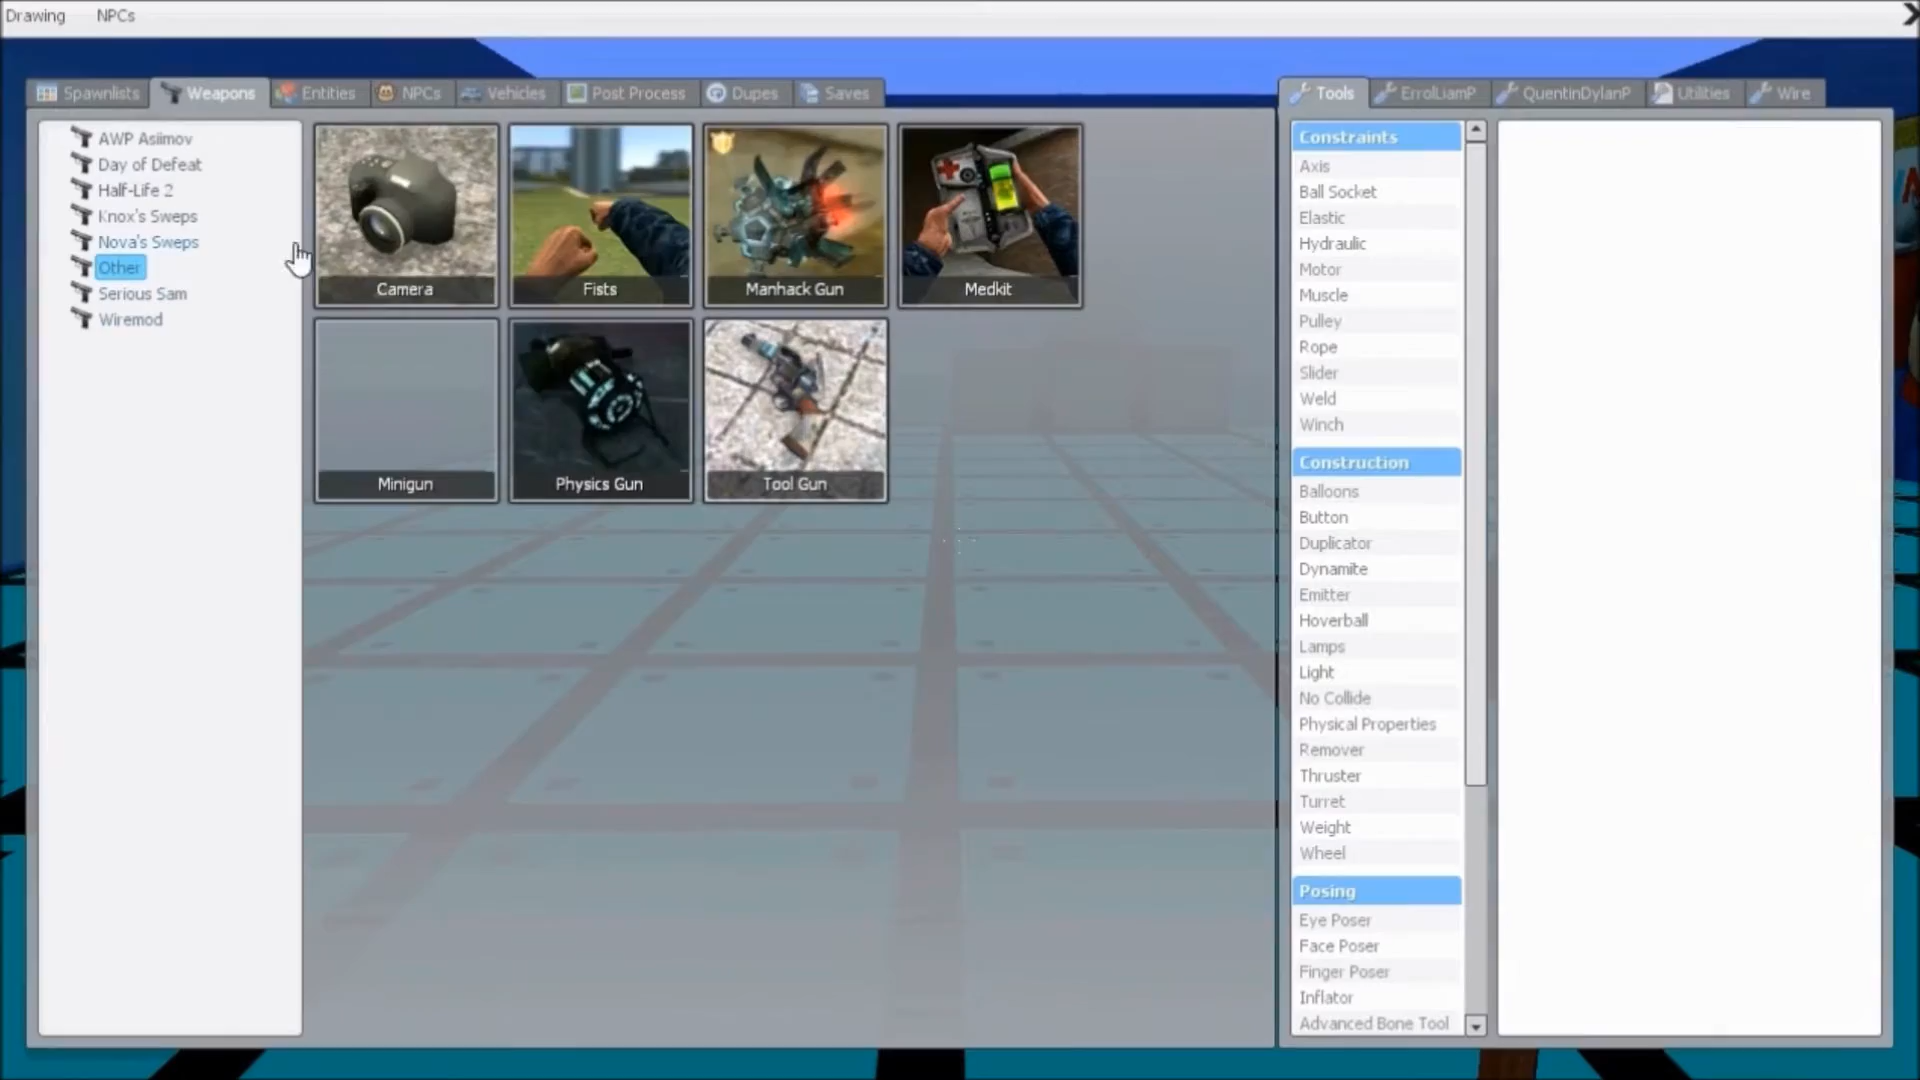 Drawing NPCs
Spawnlists Weapons Entities NPCs Vehicles Post Process Dupes Saves
AWP Asiimov
Day of Defeat
Half-Life 2
Knox's Sweps
Nova's Sweps
Other
Serious Sam
Wiremod
Camera
Fists
Manhack Gun
Medkit
Minigun
Physics Gun
Tool Gun
Tools ErrolLiamP QuentinDylanP Utilities Wire
Constraints
Axis
Ball Socket
Elastic
Hydraulic
Motor
Muscle
Pulley
Rope
Slider
Weld
Winch
Construction
Balloons
Button
Duplicator
Dynamite
Emitter
Hoverball
Lamps
Light
No Collide
Physical Properties
Remover
Thruster
Turret
Weight
Wheel
Posing
Eye Poser
Face Poser
Finger Poser
Inflator
Advanced Bone Tool